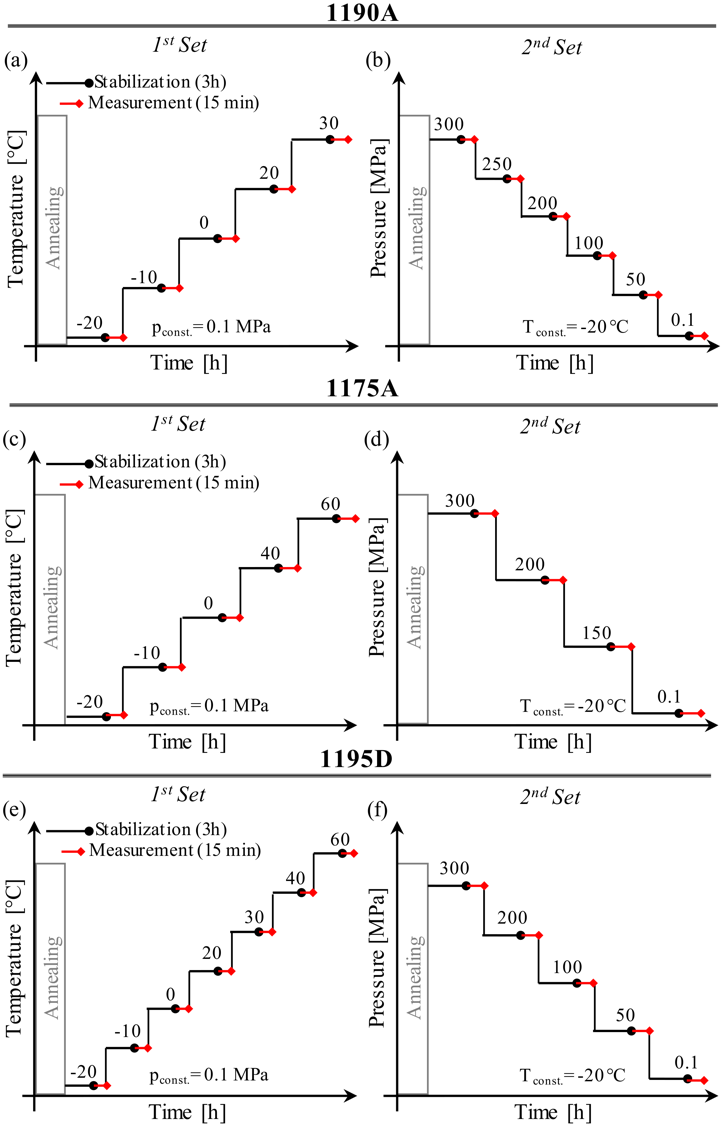 1190A
1st Set
2nd Set
(a)
Stabilization (3h)
Measurement (15 min)
Temperature [°C]
Annealing
-20
-10
0
20
30
pconst.= 0.1 MPa
Time [h]
(b)
Pressure [MPa]
Annealing
300
250
200
100
50
0.1
Tconst.= -20°C
Time [h]
1175A
1st Set
2nd Set
(c)
Stabilization (3h)
Measurement (15 min)
Temperature [°C]
Annealing
-20
-10
0
40
60
pconst.= 0.1 MPa
Time [h]
(d)
Pressure [MPa]
Annealing
300
200
150
0.1
Tconst.= -20°C
Time [h]
1195D
1st Set
2nd Set
(e)
Stabilization (3h)
Measurement (15 min)
Temperature [°C]
Annealing
-20
-10
0
20
30
40
60
pconst.= 0.1 MPa
Time [h]
(f)
Pressure [MPa]
Annealing
300
200
100
50
0.1
Tconst.= -20°C
Time [h]